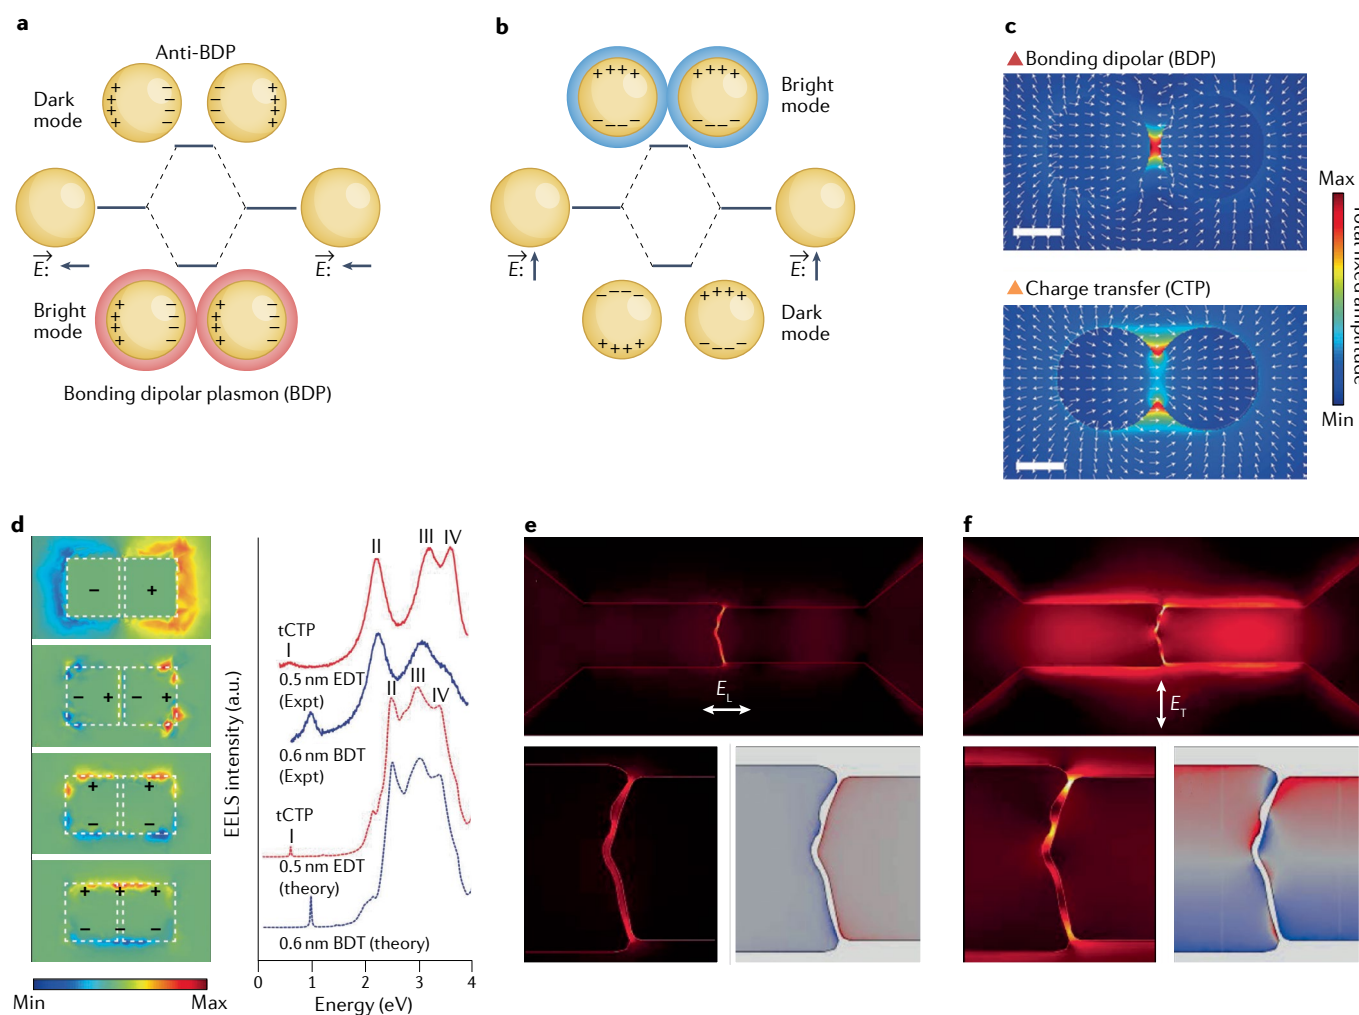 a
Anti-BDP
Dark
mode
+ − − +
+ − − +
+ − − +
+ − − +
E:
E:
Bright
mode
+ − + −
+ − + −
+ − + −
+ − + −
Bonding dipolar plasmon (BDP)
b
+ + + + + + + +
− − − − − − − −
Bright
mode
E:
E:
− − − − + + + +
+ + + + − − − −
Dark
mode
c
Bonding dipolar (BDP)
Charge transfer (CTP)
Max
Min
d
− +
− + − +
+ +
− −
+ + +
− − −
Min
Max
EELS intensity (a.u.)
II
III
IV
tCTP
I
0.5 nm EDT
(Expt)
II
III
IV
0.6 nm BDT
(Expt)
tCTP
I
0.5 nm EDT
(theory)
0.6 nm BDT (theory)
0 1 2 3 4
Energy (eV)
e
E L
f
E T